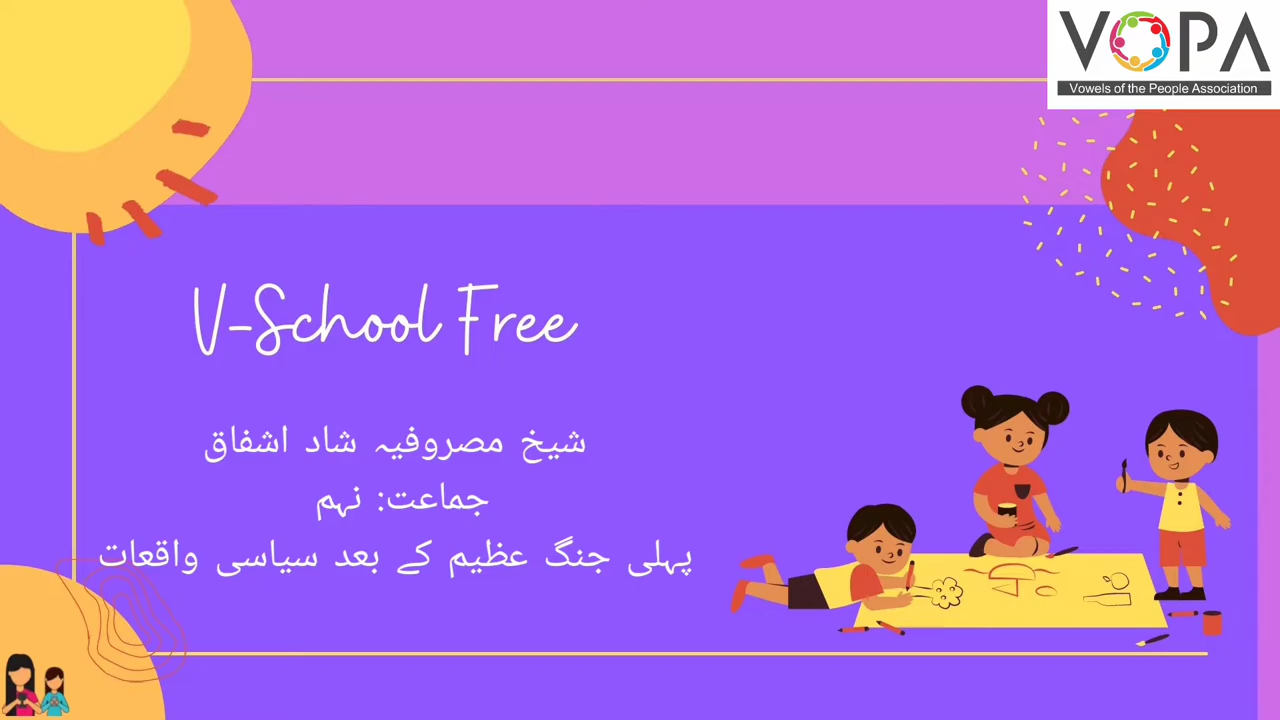 VOPA
Vowels of the People Association
V-School Free
شیخ مصروفیہ شاد اشفاق
جماعت: نہم
پہلی جنگ عظیم کے بعد سیاسی واقعات